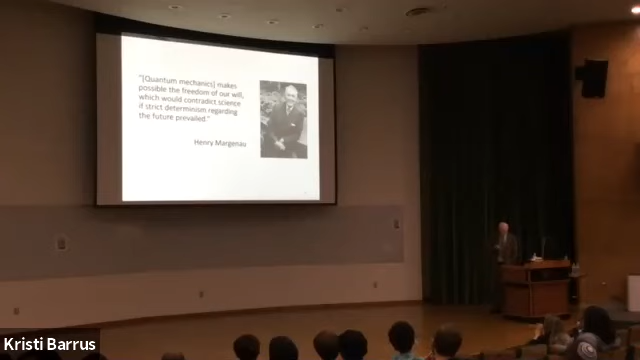 "[Quantum mechanics] makes
possible the freedom of our will,
which would contradict science
if strict determinism regarding
the future prevailed."
Henry Margenau
Kristi Barrus